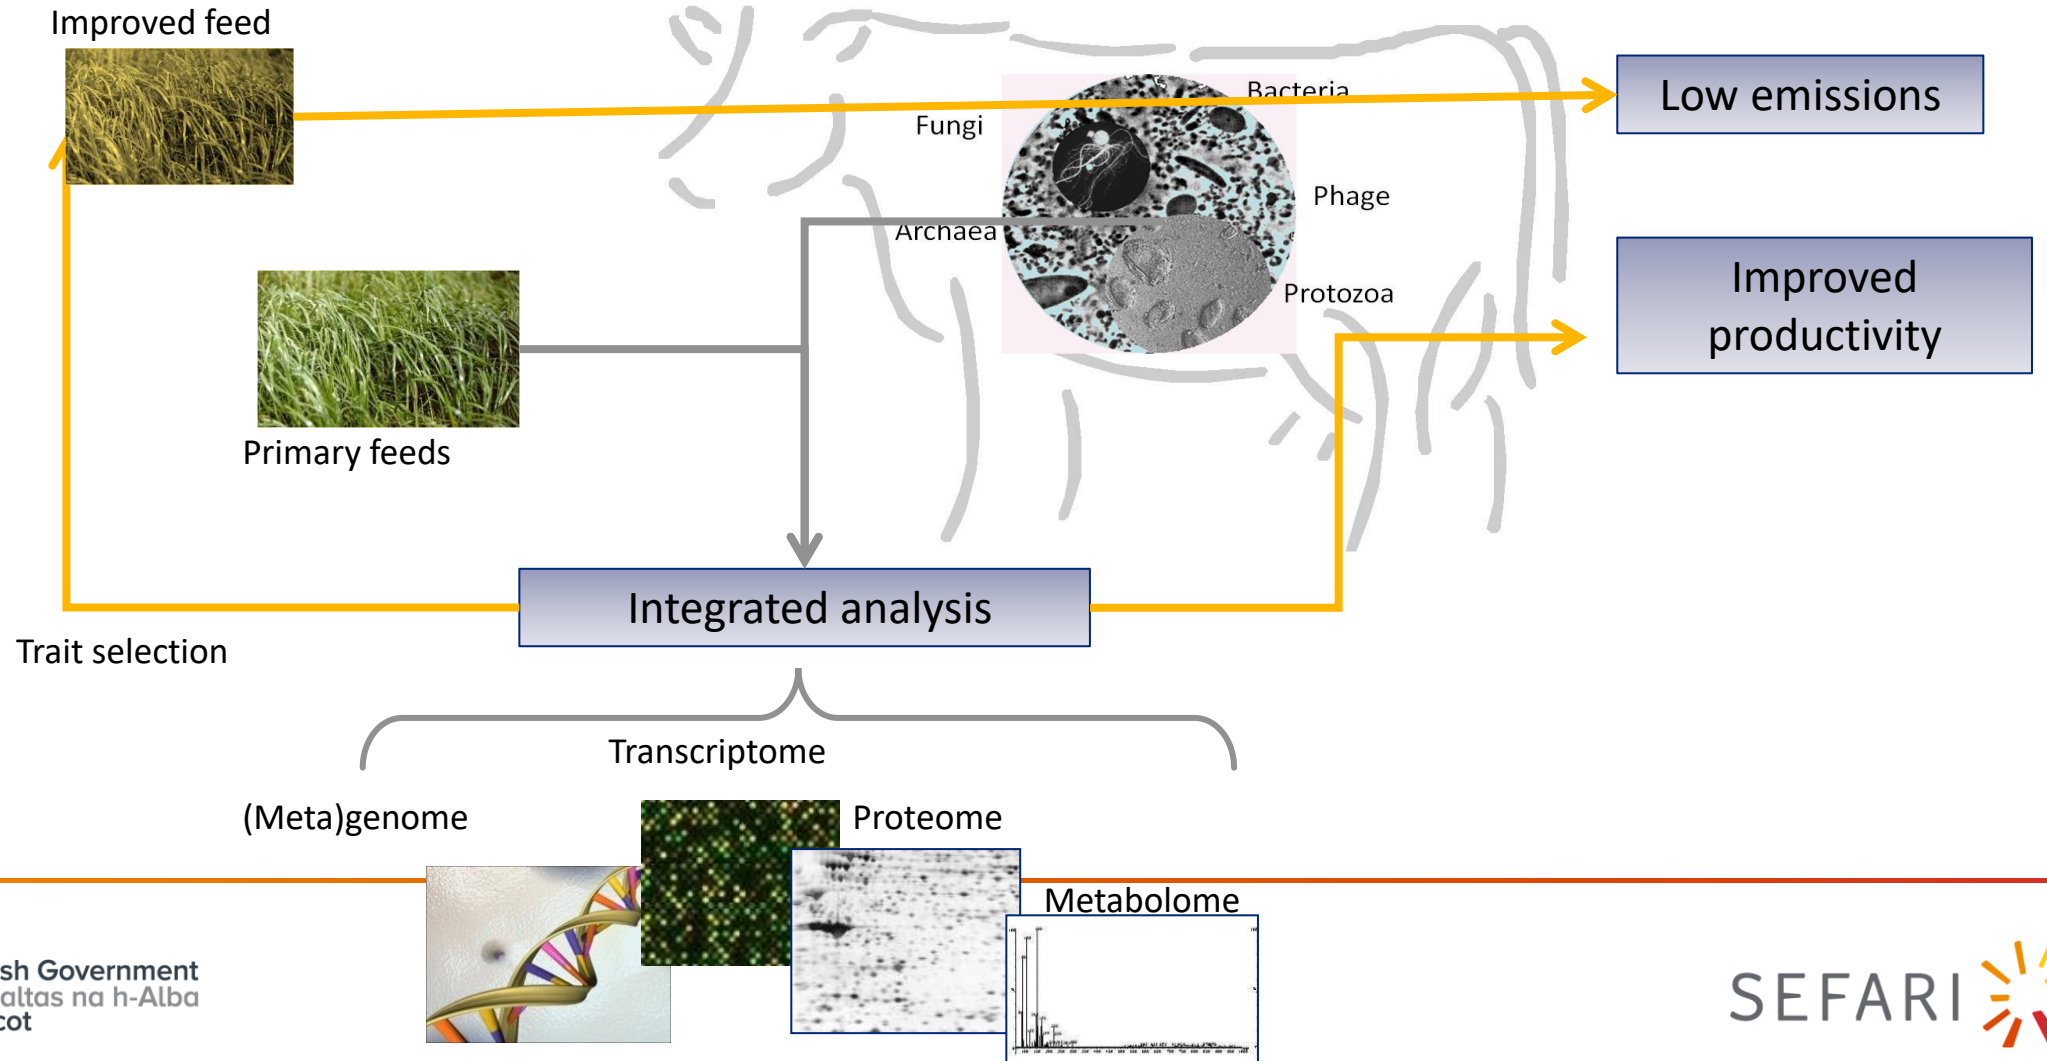 Improved feed
Low emissions
Bacteria
Fungi
Phage
Archaea
Improved
productivity
Protozoa
Primary feeds
Integrated analysis
Trait selection
Transcriptome
(Meta)genome
Proteome
Metabolome
sh Government
altas na h-Alba
cot
SEFARI